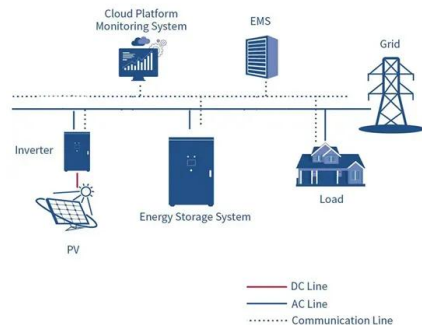 Cloud Platform
Monitoring System
EMS
Grid
Inverter
Energy Storage System
Load
PV
DC Line
AC Line
Communication Line